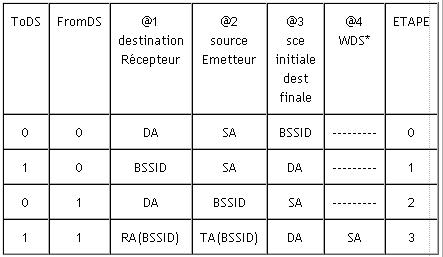 ToDS FromDS @1 @2 @3 @4 ETAPE
destination source sce WDS*
Récepteur Emetteur initiale
dest
finale
0 0 DA SA BSSID --------- 0
1 0 BSSID SA DA --------- 1
0 1 DA BSSID SA --------- 2
1 1 RA(BSSID) TA(BSSID) DA SA 3